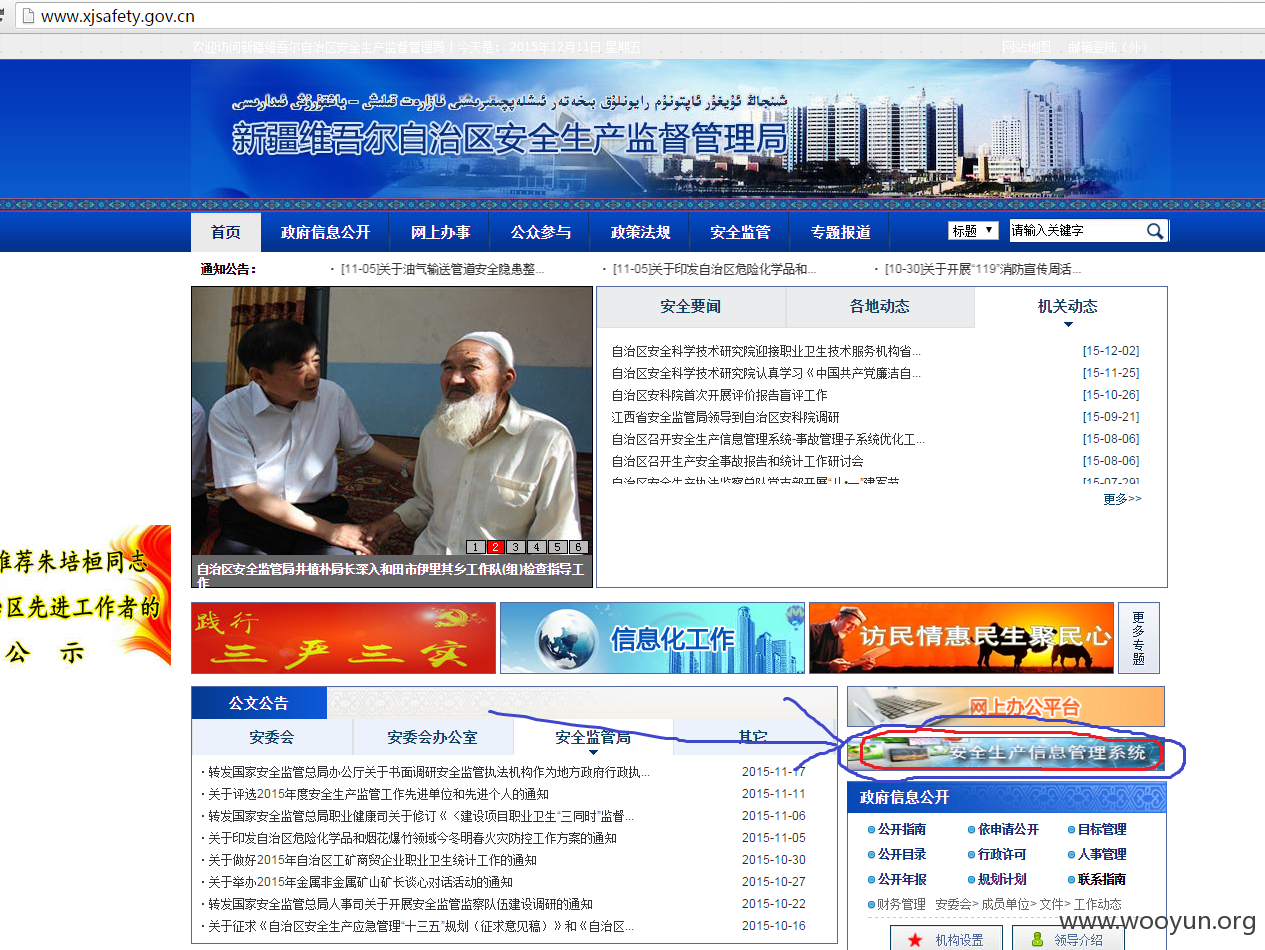 www.xjsafety.gov.cn
欢迎访问新疆维吾尔自治区安全生产监督管理局 | 今天是： 2015年12月11日 星期五
网站地图 邮箱登陆（外）
新疆维吾尔自治区安全生产监督管理局
首页 政府信息公开 网上办事 公众参与 政策法规 安全监管 专题报道 标题 请输入关键字
通知公告： · [11-05]关于油气输送管道安全隐患整... · [11-05]关于印发自治区危险化学品和... · [10-30]关于开展“119”消防宣传周活...
安全要闻 各地动态 机关动态
自治区安全科学技术研究院迎接职业卫生技术服务机构省... [15-12-02]
自治区安全科学技术研究院认真学习《中国共产党廉洁自... [15-11-25]
自治区安科院首次开展评价报告盲评工作 [15-10-26]
江西省安全监管局领导到自治区安科院调研 [15-09-21]
自治区召开安全生产信息管理系统-事故管理子系统优化工... [15-08-06]
自治区召开生产安全事故报告和统计工作研讨会 [15-08-06]
自治区安全生产执法监察总队党支部开展“八•一”建军节 [15-07-29]
更多>>
1 2 3 4 5 6
自治区安全监管局井植朴局长深入和田市伊里其乡工作队(组)检查指导工
作
推荐朱培桓同志
区先进工作者的
公 示
践行
三严三实
信息化工作
访民情惠民生聚民心
更多专题
公文公告
安委会 安委会办公室 安全监管局 其它
· 转发国家安全监管总局办公厅关于书面调研安全监管执法机构作为地方政府行政执... 2015-11-17
· 关于评选2015年度安全生产监管工作先进单位和先进个人的通知 2015-11-11
· 转发国家安全监管总局职业健康司关于修订《〈建设项目职业卫生“三同时”监督... 2015-11-06
· 关于印发自治区危险化学品和烟花爆竹领域今冬明春火灾防控工作方案的通知 2015-11-05
· 关于做好2015年自治区工矿商贸企业职业卫生统计工作的通知 2015-10-30
· 关于举办2015年金属非金属矿山矿长谈心对话活动的通知 2015-10-27
· 转发国家安全监管总局人事司关于开展安全监管监察队伍建设调研的通知 2015-10-22
· 关于征求《自治区安全生产应急管理“十三五”规划（征求意见稿）》和《自治区... 2015-10-16
网上办公平台
安全生产信息管理系统
政府信息公开
公开指南 依申请公开 目标管理
公开目录 行政许可 人事管理
公开年报 规划计划 联系指南
财务管理 安委会> 成员单位> 文件> 工作动态
机构设置 领导介绍
www.wooyun.org